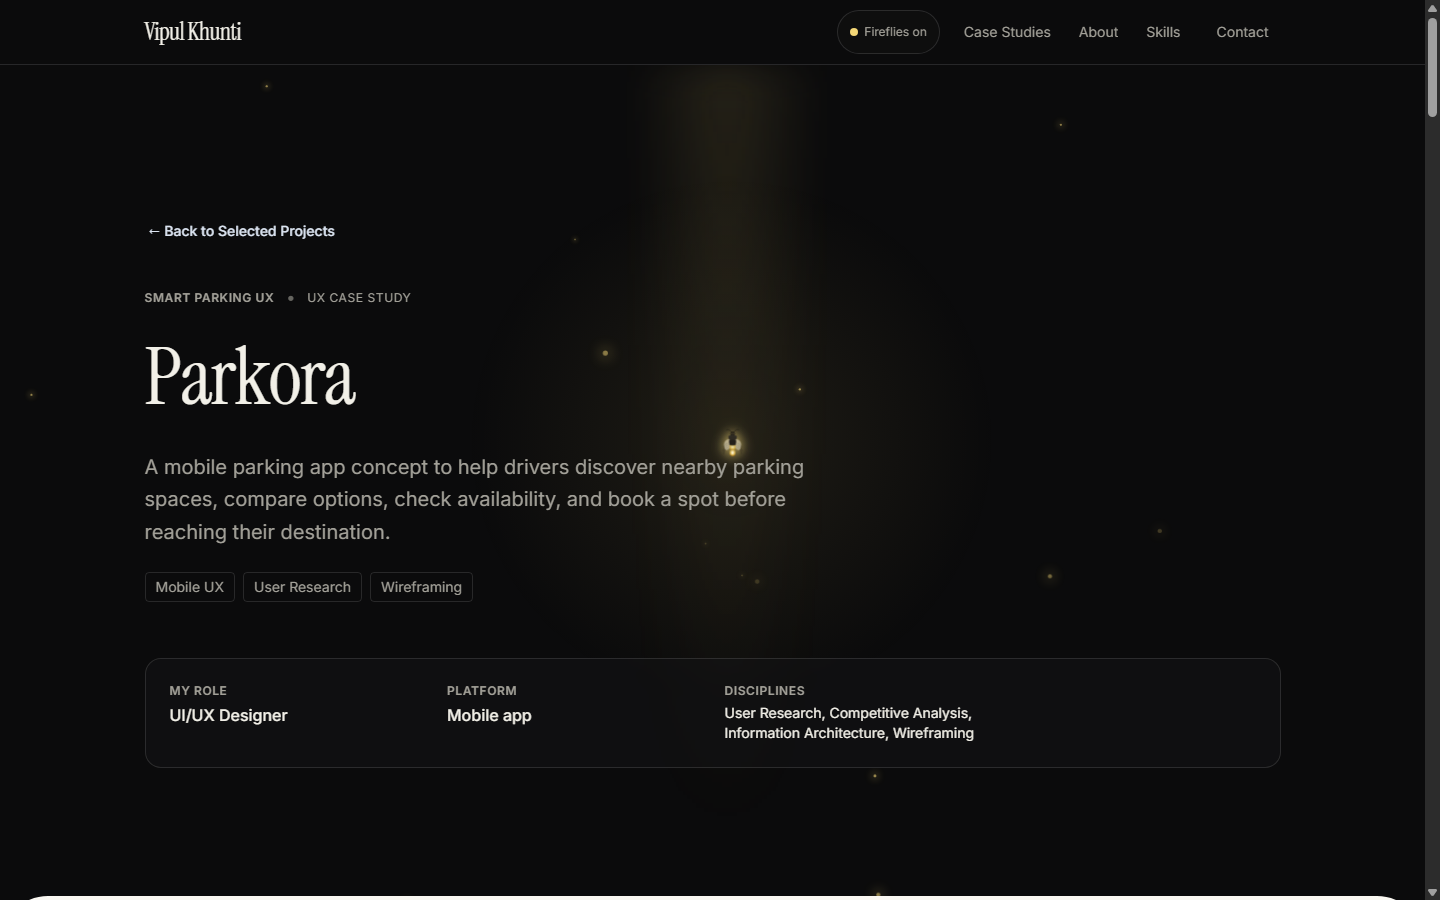 Vipul Khunti
Fireflies on
Case Studies
About
Skills
Contact
← Back to Selected Projects
SMART PARKING UX • UX CASE STUDY
Parkora
A mobile parking app concept to help drivers discover nearby parking
spaces, compare options, check availability, and book a spot before
reaching their destination.
Mobile UX
User Research
Wireframing
MY ROLE
UI/UX Designer
PLATFORM
Mobile app
DISCIPLINES
User Research, Competitive Analysis,
Information Architecture, Wireframing